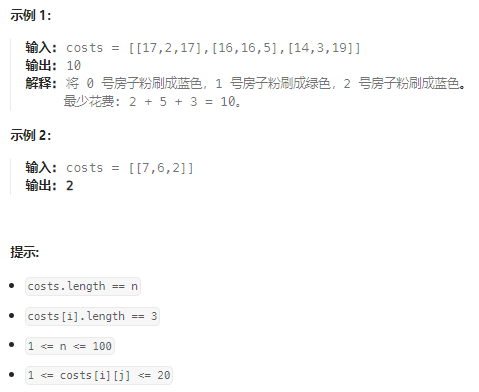 示例 1：
输入：costs = [[17,2,17],[16,16,5],[14,3,19]]
输出：10
解释：将 0 号房子粉刷成蓝色，1 号房子粉刷成绿色，2 号房子粉刷成蓝色。
最少花费: 2 + 5 + 3 = 10。
示例 2：
输入：costs = [[7,6,2]]
输出：2
提示:
costs.length == n
costs[i].length == 3
1 <= n <= 100
1 <= costs[i][j] <= 20